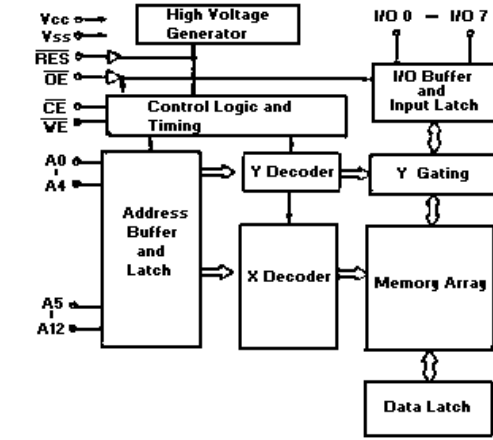 Vcc
Vss
RES
OE
CE
WE
A0
A4
A5
A12
High Voltage
Generator
I/O 0 — I/O 7
I/O Buffer
and
Input Latch
Control Logic and
Timing
Y Decoder
Y Gating
Address
Buffer
and
Latch
X Decoder
Memory Array
Data Latch